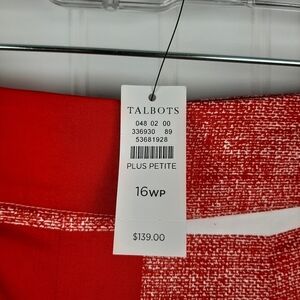 TALBOTS
048 02 00
336930 89
53681928
PLUS PETITE
16WP
$139.00